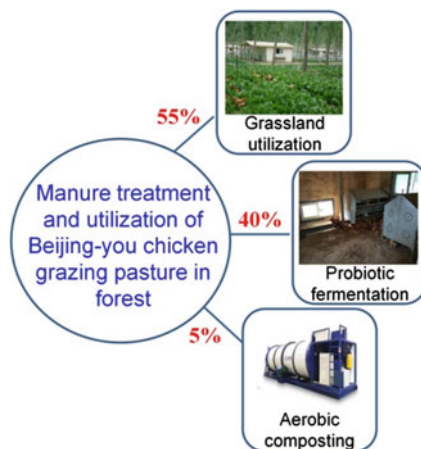 55%
Grassland
utilization
Manure treatment
and utilization of
Beijing-you chicken
grazing pasture in
forest
40%
Probiotic
fermentation
5%
Aerobic
composting